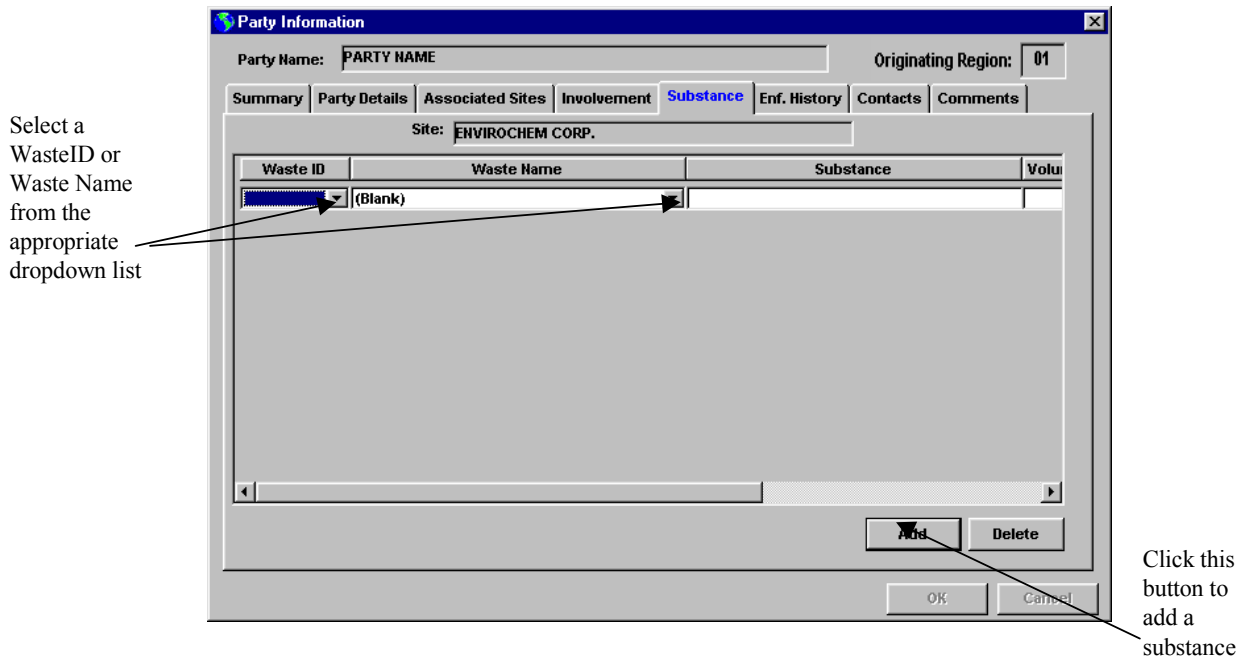 Party Information
Party Name: PARTY NAME Originating Region: 01
Summary Party Details Associated Sites Involvement Substance Enf. History Contacts Comments
Site: ENVIROCHEM CORP.
Waste ID Waste Name Substance Volu
(Blank)
Add Delete
OK Cancel
Select a
WasteID or
Waste Name
from the
appropriate
dropdown list
Click this
button to
add a
substance